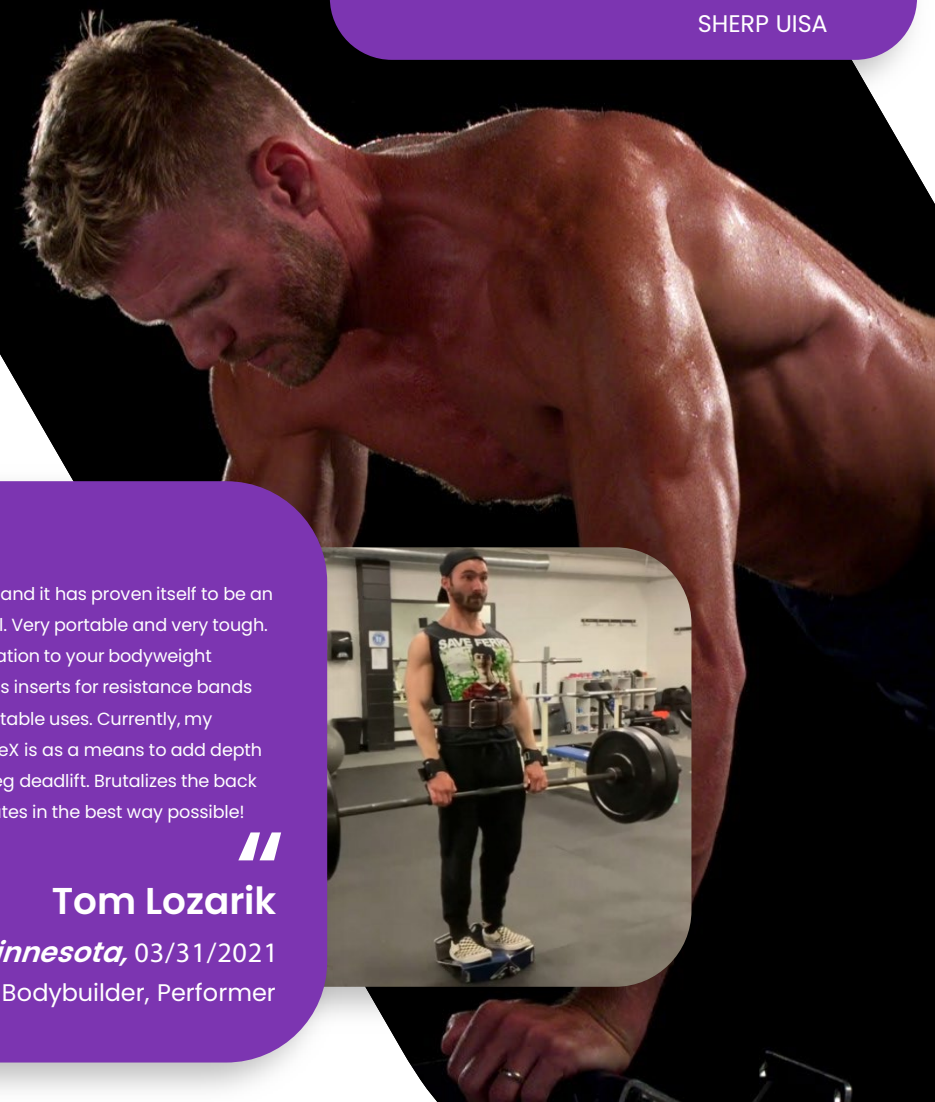 SHERP UISA
and it has proven itself to be an
Very portable and very tough.
ation to your bodyweight
s inserts for resistance bands
table uses. Currently, my
eX is as a means to add depth
eg deadlift. Brutalizes the back
tes in the best way possible!
“
Tom Lozarik
innesota, 03/31/2021
Bodybuilder, Performer
SAVE FERRIS